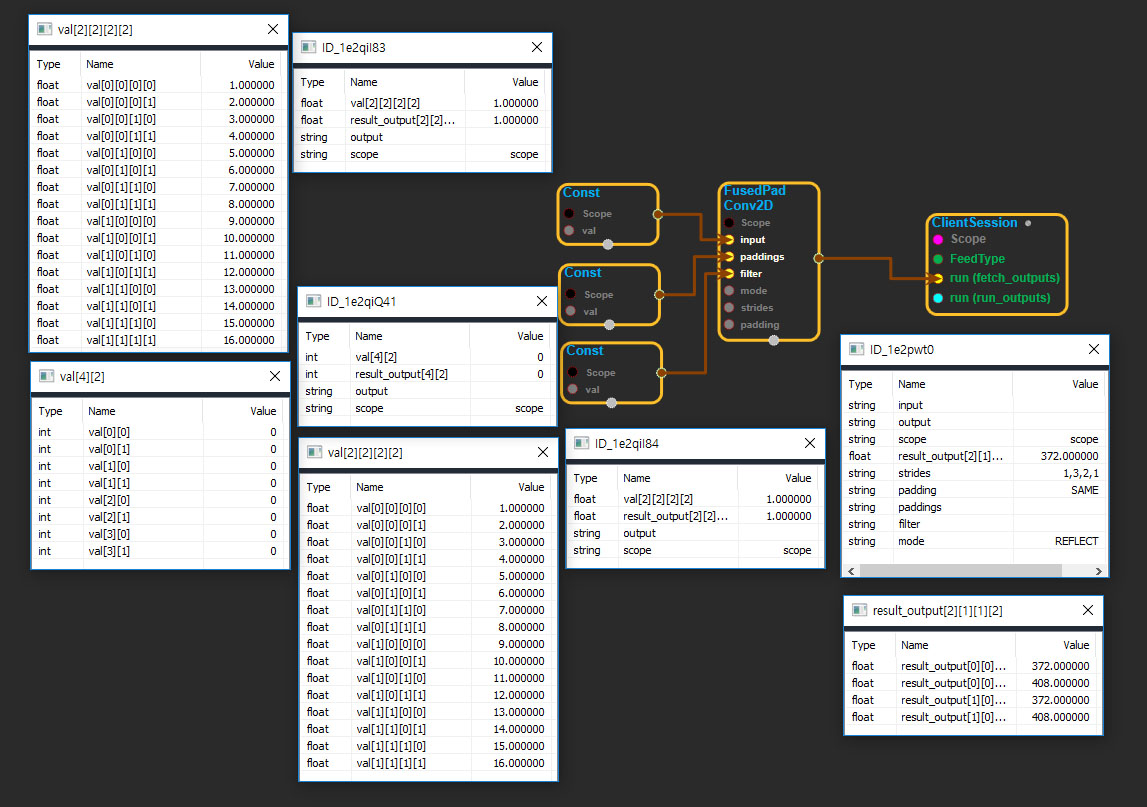 val[2][2][2][2]
Type Name Value
float val[0][0][0][0] 1.000000
float val[0][0][0][1] 2.000000
float val[0][0][1][0] 3.000000
float val[0][0][1][1] 4.000000
float val[0][1][0][0] 5.000000
float val[0][1][0][1] 6.000000
float val[0][1][1][0] 7.000000
float val[0][1][1][1] 8.000000
float val[1][0][0][0] 9.000000
float val[1][0][0][1] 10.000000
float val[1][0][1][0] 11.000000
float val[1][0][1][1] 12.000000
float val[1][1][0][0] 13.000000
float val[1][1][0][1] 14.000000
float val[1][1][1][0] 15.000000
float val[1][1][1][1] 16.000000
ID_1e2qil83
Type Name Value
float val[2][2][2][2] 1.000000
float result_output[2][2]... 1.000000
string output
string scope scope
Const
Scope
val
Const
Scope
val
Const
Scope
val
FusedPad
Conv2D
Scope
input
paddings
filter
mode
strides
padding
ClientSession
Scope
FeedType
run (fetch_outputs)
run (run_outputs)
ID_1e2qiQ41
Type Name Value
int val[4][2] 0
int result_output[4][2] 0
string output
string scope scope
val[4][2]
Type Name Value
int val[0][0] 0
int val[0][1] 0
int val[1][0] 0
int val[1][1] 0
int val[2][0] 0
int val[2][1] 0
int val[3][0] 0
int val[3][1] 0
val[2][2][2][2]
Type Name Value
float val[0][0][0][0] 1.000000
float val[0][0][0][1] 2.000000
float val[0][0][1][0] 3.000000
float val[0][0][1][1] 4.000000
float val[0][1][0][0] 5.000000
float val[0][1][0][1] 6.000000
float val[0][1][1][0] 7.000000
float val[0][1][1][1] 8.000000
float val[1][0][0][0] 9.000000
float val[1][0][0][1] 10.000000
float val[1][0][1][0] 11.000000
float val[1][0][1][1] 12.000000
float val[1][1][0][0] 13.000000
float val[1][1][0][1] 14.000000
float val[1][1][1][0] 15.000000
float val[1][1][1][1] 16.000000
ID_1e2qil84
Type Name Value
float val[2][2][2][2] 1.000000
float result_output[2][2]... 1.000000
string output
string scope scope
ID_1e2pwt0
Type Name Value
string input
string output
string scope scope
float result_output[2][1]... 372.000000
string strides 1,3,2,1
string padding SAME
string paddings
string filter
string mode REFLECT
result_output[2][1][1][2]
Type Name Value
float result_output[0][0]... 372.000000
float result_output[0][0]... 408.000000
float result_output[1][0]... 372.000000
float result_output[1][0]... 408.000000